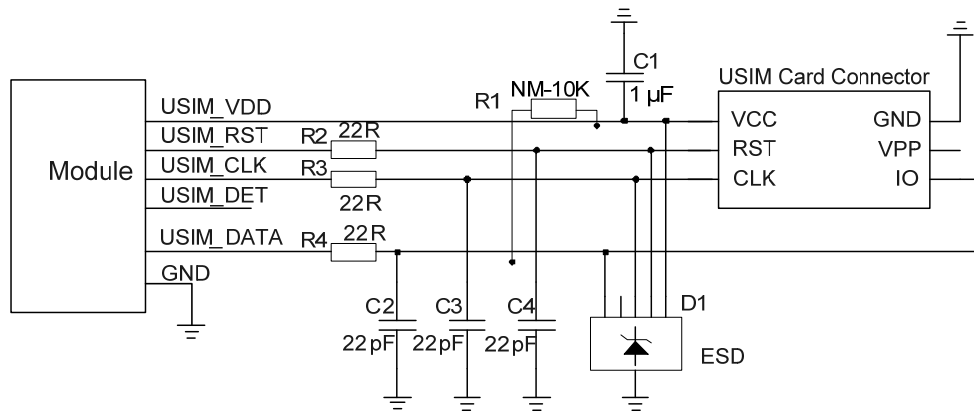 C1
1 μF
R1
NM-10K
USIM Card Connector
USIM_VDD
USIM_RST
R2
22R
USIM_CLK
R3
22R
USIM_DET
USIM_DATA
R4
22R
GND
Module
VCC
RST
CLK
GND
VPP
IO
C2
22pF
C3
22pF
C4
22pF
D1
ESD